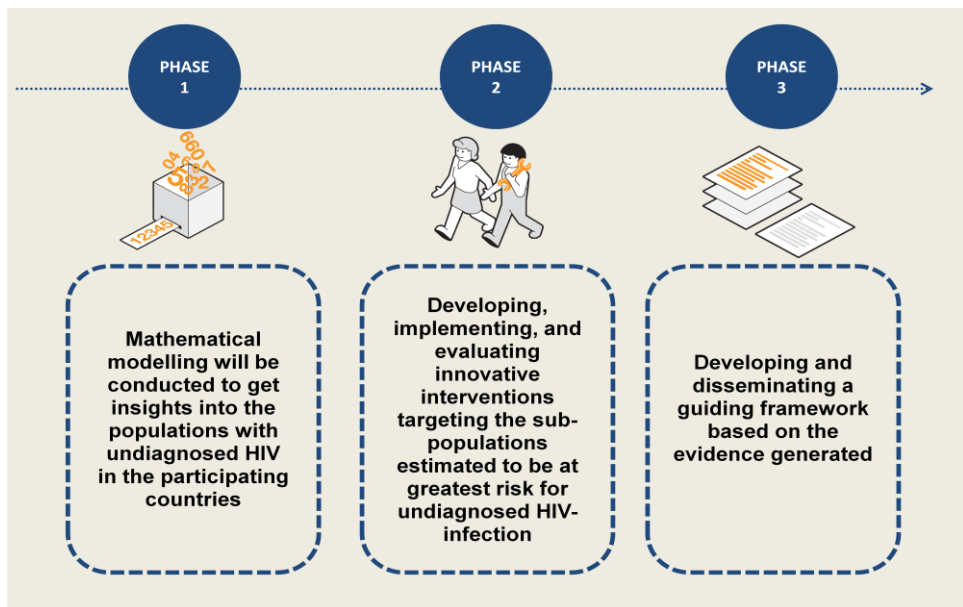 PHASE
1
PHASE
2
PHASE
3
12345
Mathematical
modelling will be
conducted to get
insights into the
populations with
undiagnosed HIV
in the participating
countries
Developing,
implementing, and
evaluating
innovative
interventions
targeting the sub-
populations
estimated to be at
greatest risk for
undiagnosed HIV-
infection
Developing and
disseminating a
guiding framework
based on the
evidence generated